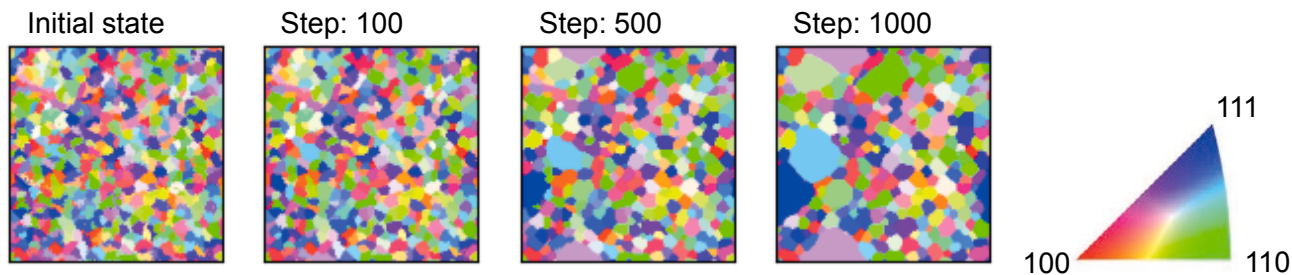 Initial state
Step: 100
Step: 500
Step: 1000
111
100
110